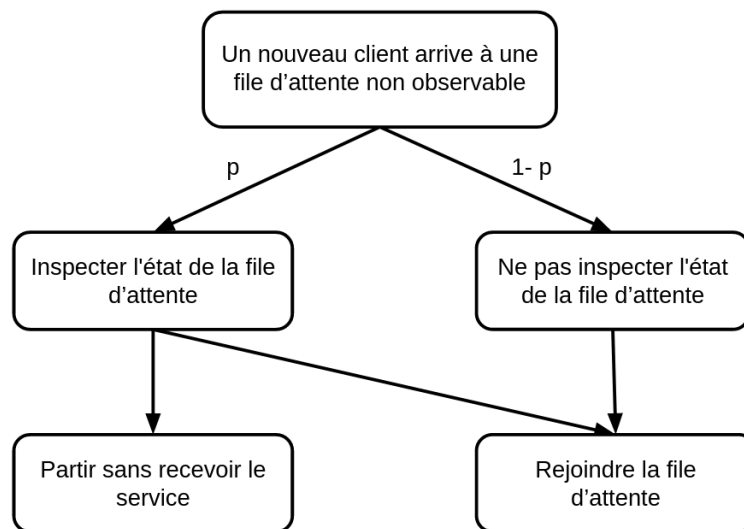 Un nouveau client arrive à une
file d’attente non observable
p
1- p
Inspecter l'état de la file
d’attente
Ne pas inspecter l'état
de la file d’attente
Partir sans recevoir le
service
Rejoindre la file
d’attente